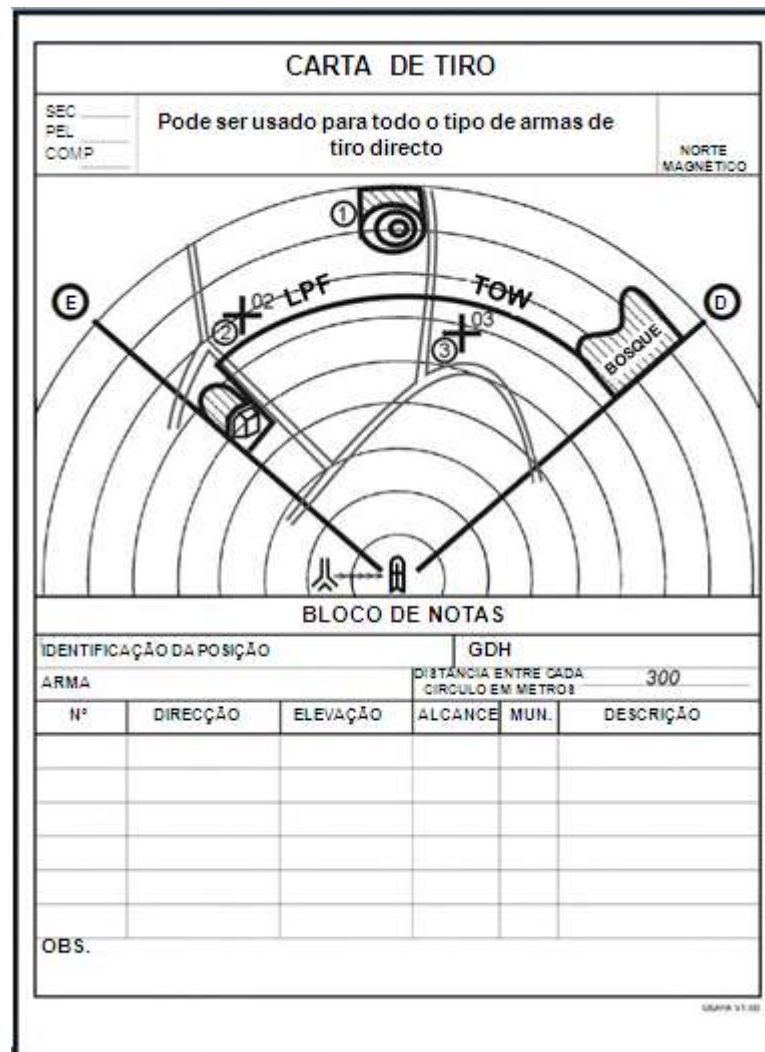 CARTA DE TIRO
SEC
PEL
COMP
Pode ser usado para todo o tipo de armas de
tiro directo
NORTE
MAGNÉTICO
1
E
02
LPF
TOW
D
2
03
3
BOSQUE
BLOCO DE NOTAS
IDENTIFICAÇÃO DA POSIÇÃO
GDH
ARMA
DISTÂNCIA ENTRE CADA
CIRCULO EM METROS
300
Nº
DIRECÇÃO
ELEVAÇÃO
ALCANCE
MUN.
DESCRIÇÃO
OBS.